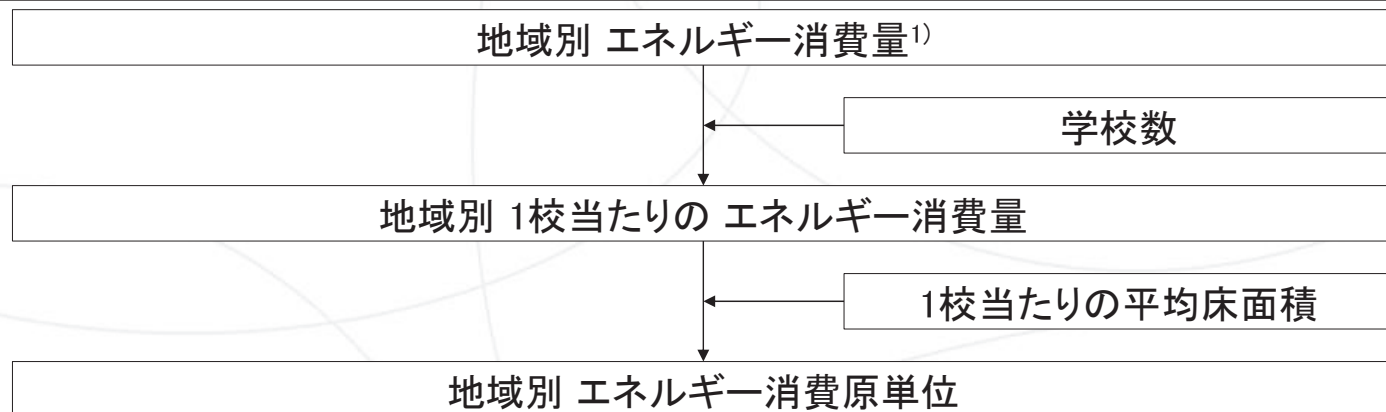 地域別 エネルギー消費量1)
学校数
地域別 1校当たりの エネルギー消費量
1校当たりの平均床面積
地域別 エネルギー消費原単位